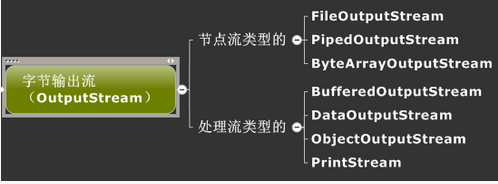 字节输出流
（OutputStream）
节点流类型的
FileOutputStream
PipedOutputStream
ByteArrayOutputStream
处理流类型的
BufferedOutputStream
DataOutputStream
ObjectOutputStream
PrintStream